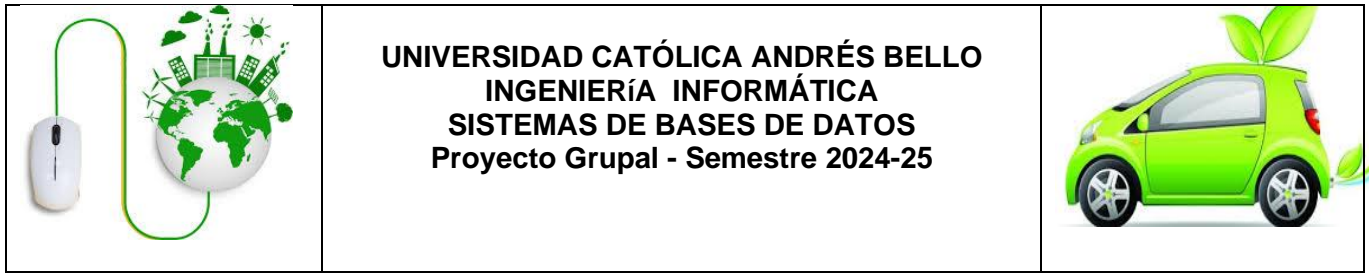 UNIVERSIDAD CATÓLICA ANDRÉS BELLO
INGENIERíA INFORMÁTICA
SISTEMAS DE BASES DE DATOS
Proyecto Grupal - Semestre 2024-25